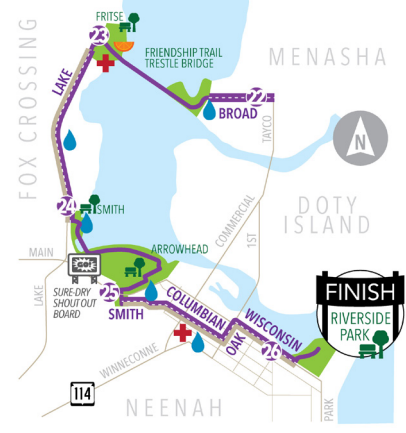 FRITSE
23
FRIENDSHIP TRAIL
TRESTLE BRIDGE
MENASHA
FOX CROSSING
LAKE
22
BROAD
TAYCO
N
24
SMITH
DOTY
ISLAND
COMMERCIAL
1ST
MAIN
ARROWHEAD
LAKE
SURE-DRY
SHOUT OUT
BOARD
25
SMITH
COLUMBIAN
OAK
WISCONSIN
26
FINISH
RIVERSIDE
PARK
WINNECONNE
114
NEENAH
PARK